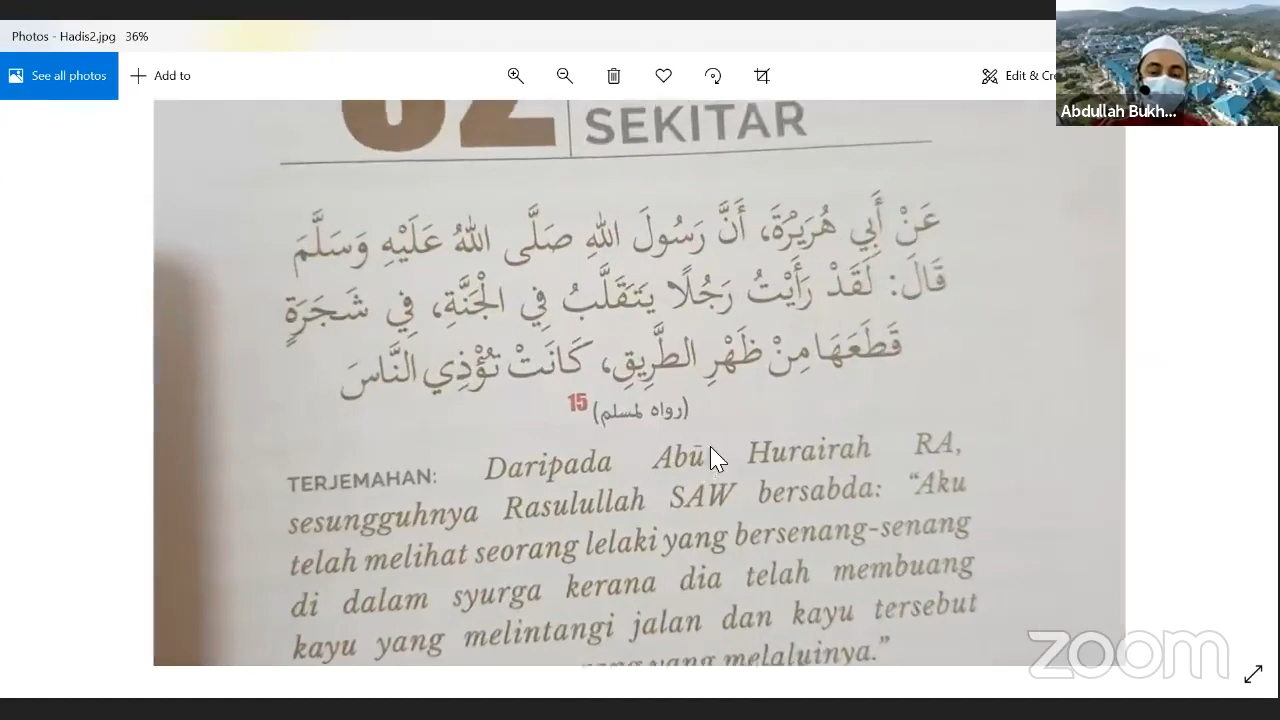 Photos - Hadis2.jpg 36%
See all photos
Add to
Edit & Cre
Abdullah Bukh...
SEKITAR
عَنْ أَبِي هُرَيْرَةَ، أَنَّ رَسُولَ اللهِ صَلَّى اللهُ عَلَيْهِ وَسَلَّمَ
قَالَ: لَقَدْ رَأَيْتُ رَجُلًا يَتَقَلَّبُ فِي الْجَنَّةِ، فِي شَجَرَةٍ
قَطَعَهَا مِنْ ظَهْرِ الطَّرِيقِ، كَانَتْ تُؤْذِي النَّاسَ
(رواه لمسلم) 15
TERJEMAHAN: Daripada Abū Hurairah RA,
sesungguhnya Rasulullah SAW bersabda: “Aku
telah melihat seorang lelaki yang bersenang-senang
di dalam syurga kerana dia telah membuang
kayu yang melintangi jalan dan kayu tersebut
yang melaluinya.”
zoom